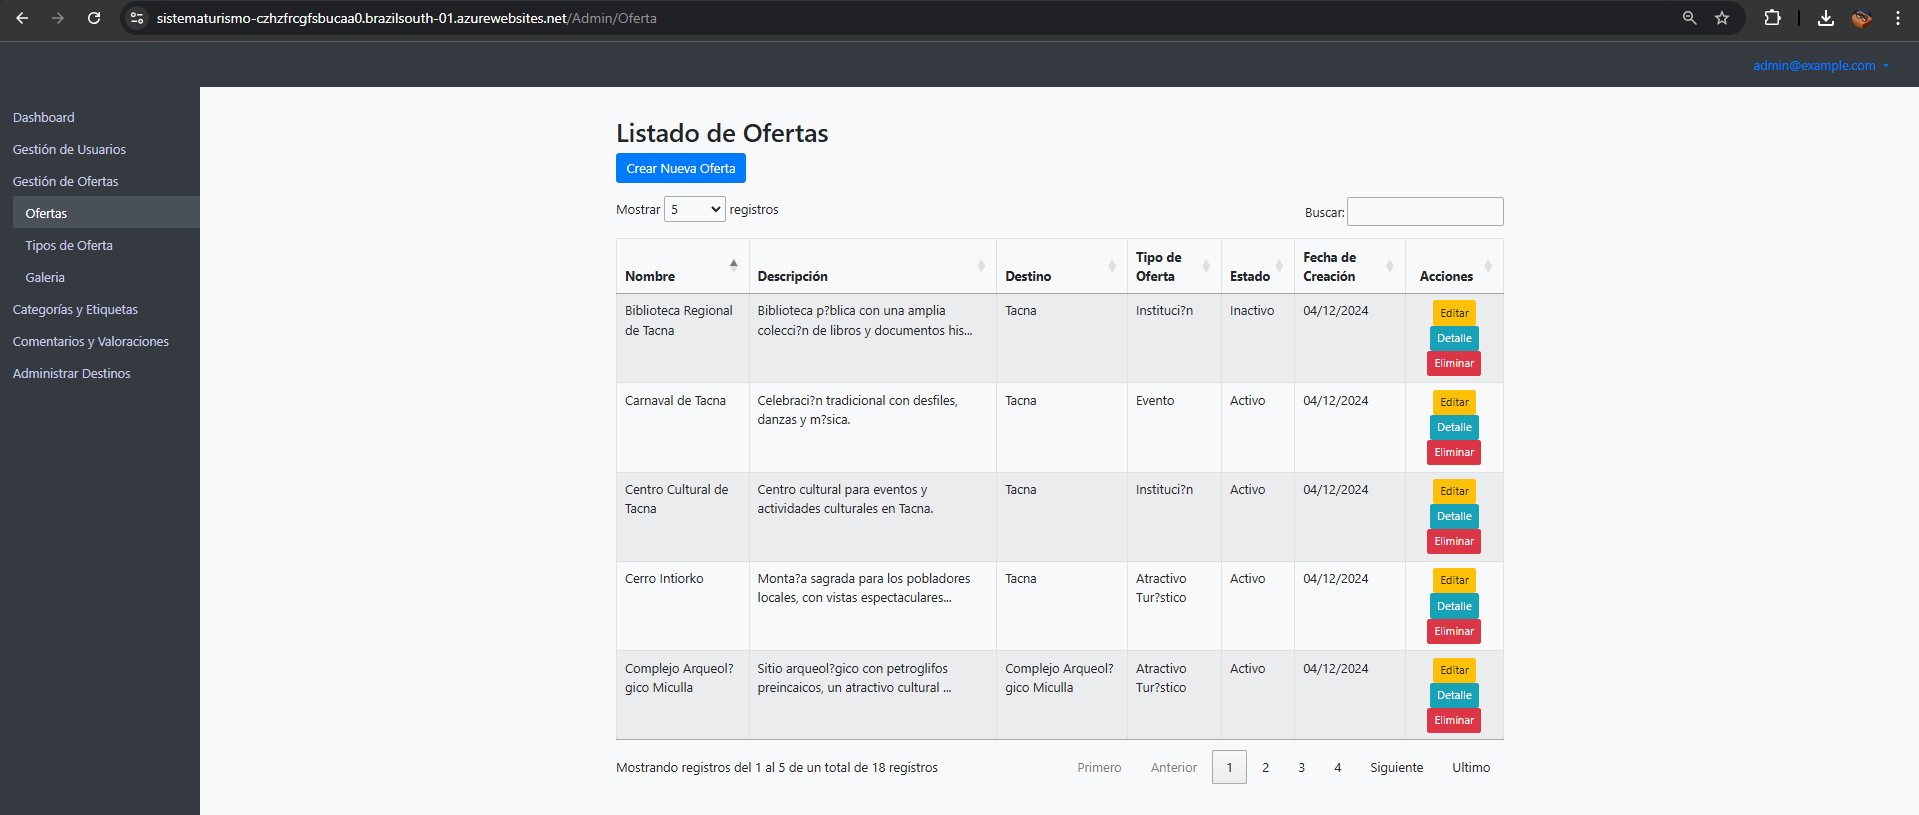 sistematurismo-czhzfrcgfsbucaa0.brazilsouth-01.azurewebsites.net/Admin/Oferta
admin@example.com
Dashboard
Gestión de Usuarios
Gestión de Ofertas
Ofertas
Tipos de Oferta
Galeria
Categorías y Etiquetas
Comentarios y Valoraciones
Administrar Destinos
Listado de Ofertas
Crear Nueva Oferta
Mostrar 5 registros
Buscar:
Nombre Descripción Destino Tipo de Oferta Estado Fecha de Creación Acciones
Biblioteca Regional de Tacna
Biblioteca p?blica con una amplia
colecci?n de libros y documentos his...
Tacna
Instituci?n
Inactivo
04/12/2024
Editar
Detalle
Eliminar
Carnaval de Tacna
Celebraci?n tradicional con desfiles,
danzas y m?sica.
Tacna
Evento
Activo
04/12/2024
Editar
Detalle
Eliminar
Centro Cultural de
Tacna
Centro cultural para eventos y
actividades culturales en Tacna.
Tacna
Instituci?n
Activo
04/12/2024
Editar
Detalle
Eliminar
Cerro Intiorko
Monta?a sagrada para los pobladores
locales, con vistas espectaculares...
Tacna
Atractivo
Tur?stico
Activo
04/12/2024
Editar
Detalle
Eliminar
Complejo Arqueol?
gico Miculla
Sitio arqueol?gico con petroglifos
preincaicos, un atractivo cultural ...
Complejo Arqueol?
gico Miculla
Atractivo
Tur?stico
Activo
04/12/2024
Editar
Detalle
Eliminar
Mostrando registros del 1 al 5 de un total de 18 registros
Primero Anterior 1 2 3 4 Siguiente Ultimo